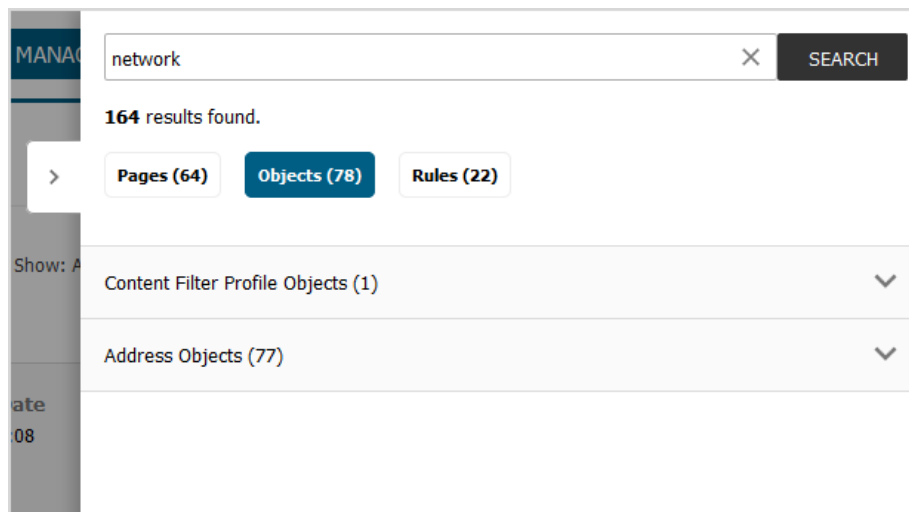 MANAG
network
SEARCH
164 results found.
Pages (64) Objects (78) Rules (22)
Show: A
Content Filter Profile Objects (1)
Address Objects (77)
ate
:08